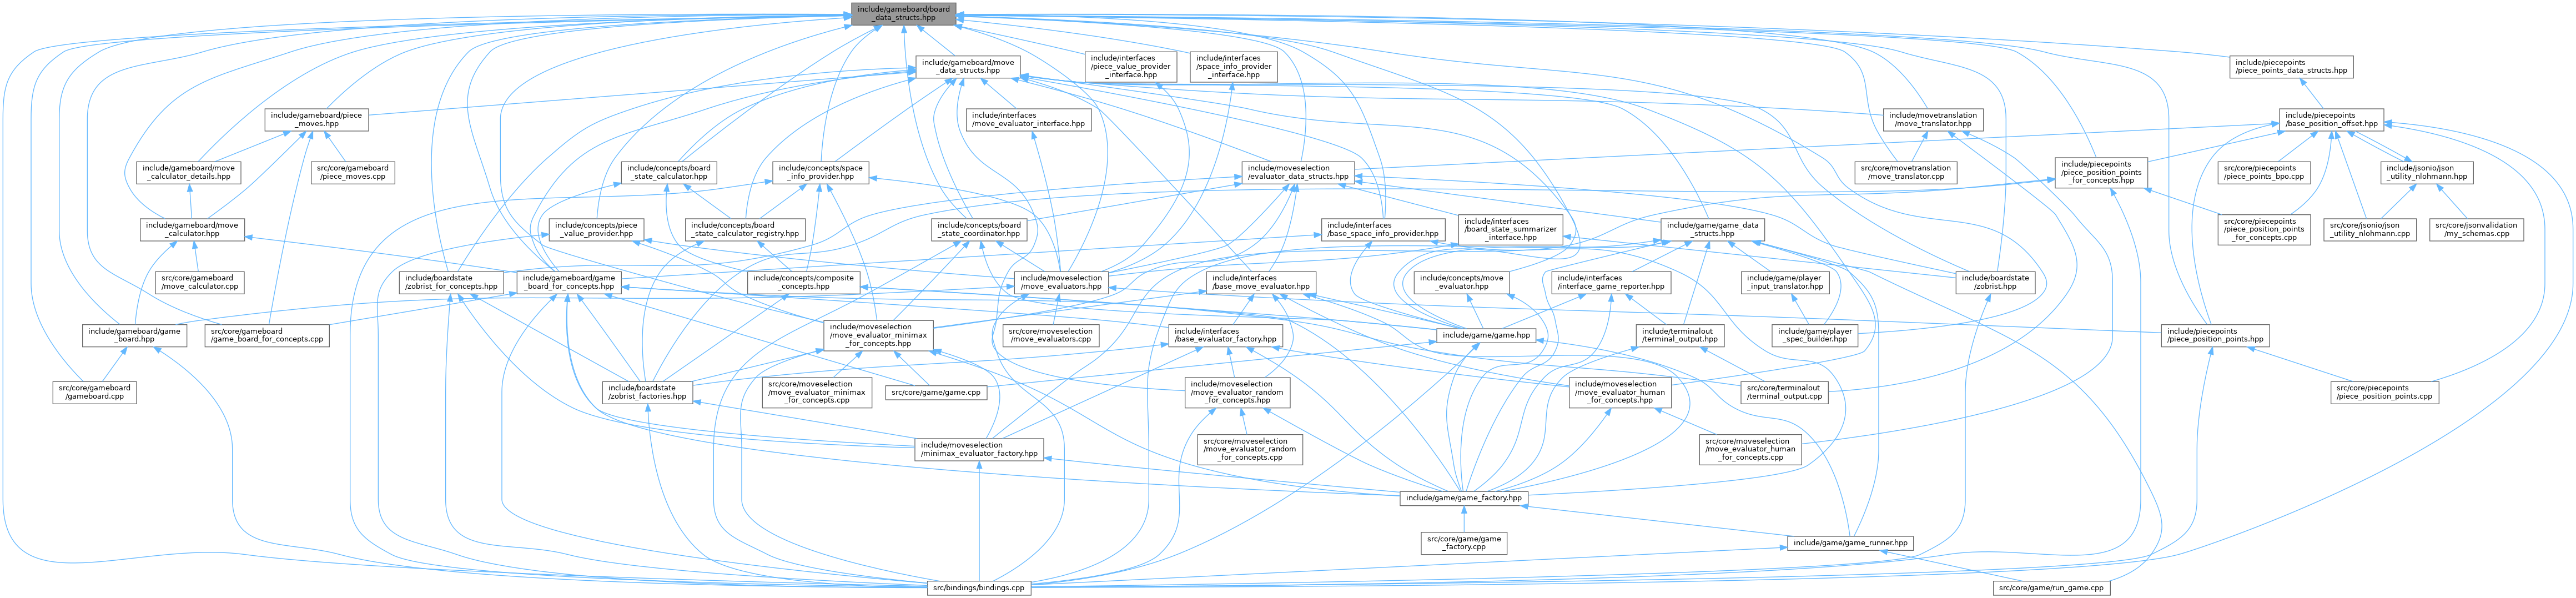 include/gameboard/board
_data_structs.hpp
include/gameboard/move
_data_structs.hpp
include/interfaces
/piece_value_provider
_interface.hpp
include/interfaces
/space_info_provider
_interface.hpp
include/piecepoints
/piece_points_data_structs.hpp
include/gameboard/piece
_moves.hpp
include/interfaces
/move_evaluator_interface.hpp
include/movetranslation
/move_translator.hpp
include/piecepoints
/base_position_offset.hpp
include/gameboard/move
_calculator_details.hpp
src/core/gameboard
/piece_moves.cpp
include/concepts/board
_state_calculator.hpp
include/concepts/space
_info_provider.hpp
include/moveselection
/evaluator_data_structs.hpp
src/core/movetranslation
/move_translator.cpp
include/piecepoints
/piece_position_points
_for_concepts.hpp
src/core/piecepoints
/piece_points_bpo.cpp
include/jsonio/json
_utility_nlohmann.hpp
include/gameboard/move
_calculator.hpp
include/concepts/piece
_value_provider.hpp
include/concepts/board
_state_calculator_registry.hpp
include/concepts/board
_state_coordinator.hpp
include/interfaces
/base_space_info_provider.hpp
include/interfaces
/board_state_summarizer
_interface.hpp
include/game/game_data
_structs.hpp
src/core/piecepoints
/piece_position_points
_for_concepts.cpp
src/core/jsonio/json
_utility_nlohmann.cpp
src/core/jsonvalidation
/my_schemas.cpp
src/core/gameboard
/move_calculator.cpp
include/boardstate
/zobrist_for_concepts.hpp
include/gameboard/game
_board_for_concepts.hpp
include/concepts/composite
_concepts.hpp
include/moveselection
/move_evaluators.hpp
include/interfaces
/base_move_evaluator.hpp
include/concepts/move
_evaluator.hpp
include/interfaces
/interface_game_reporter.hpp
include/game/player
_input_translator.hpp
include/boardstate
/zobrist.hpp
include/gameboard/game
_board.hpp
src/core/gameboard
/game_board_for_concepts.cpp
include/moveselection
/move_evaluator_minimax
_for_concepts.hpp
src/core/moveselection
/move_evaluators.cpp
include/interfaces
/base_evaluator_factory.hpp
include/game/game.hpp
include/terminalout
/terminal_output.hpp
include/game/player
_spec_builder.hpp
include/piecepoints
/piece_position_points.hpp
src/core/gameboard
/gameboard.cpp
include/boardstate
/zobrist_factories.hpp
src/core/moveselection
/move_evaluator_minimax
_for_concepts.cpp
src/core/game/game.cpp
include/moveselection
/move_evaluator_random
_for_concepts.hpp
include/moveselection
/move_evaluator_human
_for_concepts.hpp
src/core/terminalout
/terminal_output.cpp
src/core/piecepoints
/piece_position_points.cpp
include/moveselection
/minimax_evaluator_factory.hpp
src/core/moveselection
/move_evaluator_random
_for_concepts.cpp
src/core/moveselection
/move_evaluator_human
_for_concepts.cpp
include/game/game_factory.hpp
src/core/game/game
_factory.cpp
include/game/game_runner.hpp
src/bindings/bindings.cpp
src/core/game/run_game.cpp